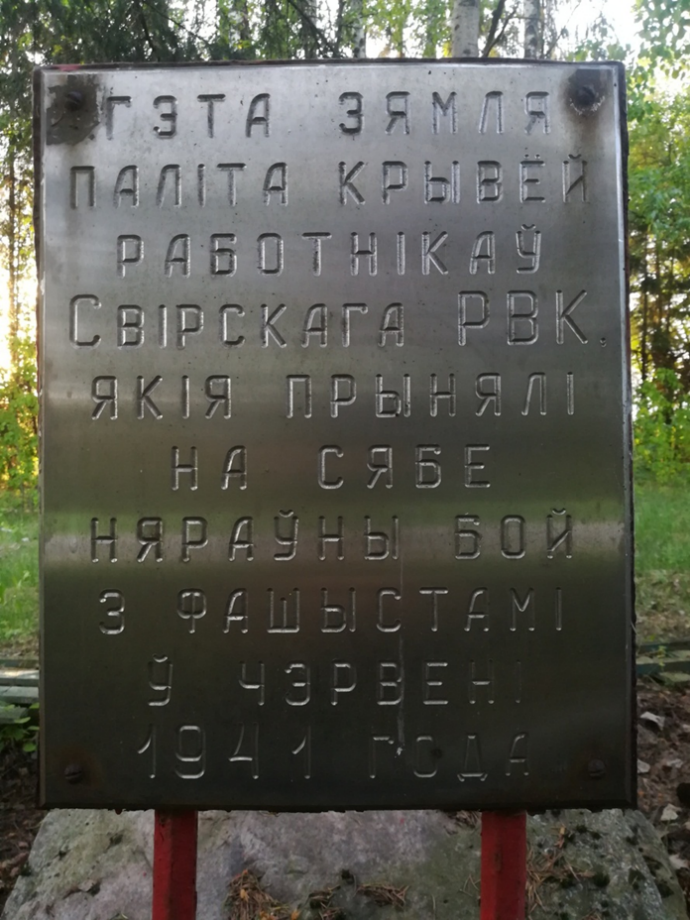 ГЭТА ЗЯМЛЯ
ПАЛІТА КРЫВЁЙ
РАБОТНІКАЎ
СВІРСКАГА РВК,
ЯКІЯ ПРЫНЯЛІ
НА СЯБЕ
НЯРАЎНЫ БОЙ
З ФАШЫСТАМІ
Ў ЧЭРВЕНІ
1941 ГОДА